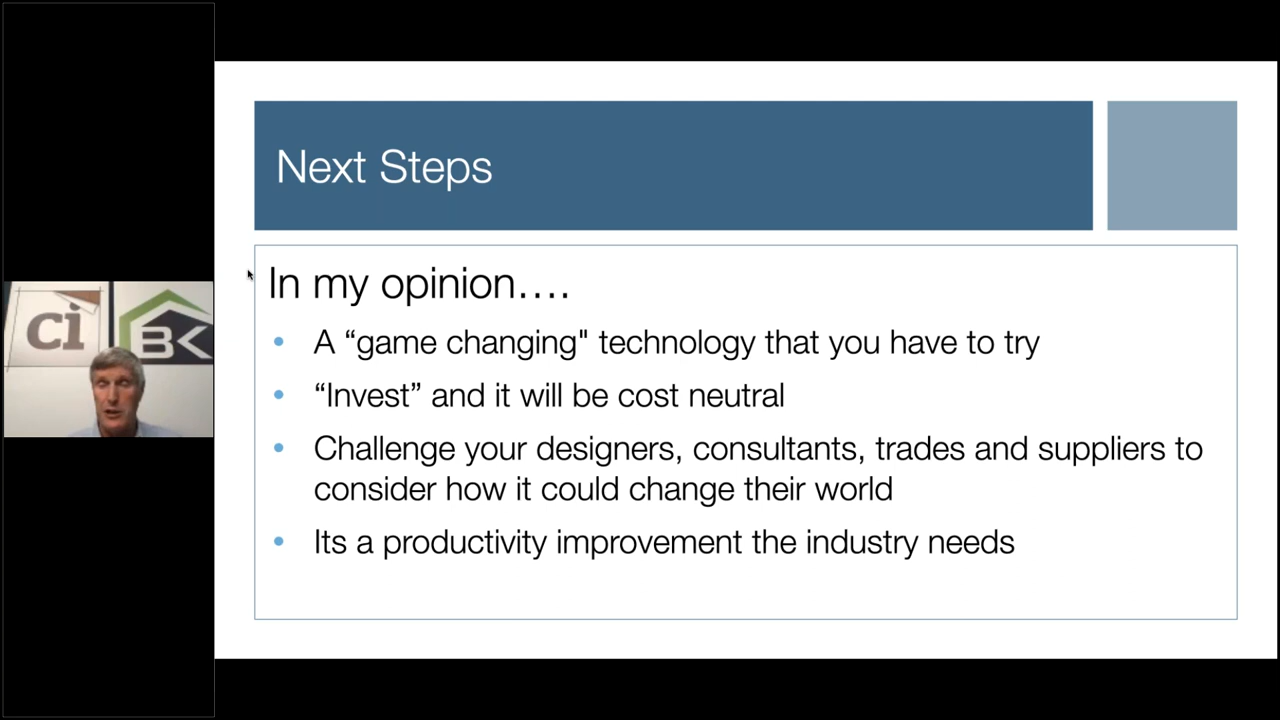 Next Steps
In my opinion….
• A “game changing" technology that you have to try
• “Invest” and it will be cost neutral
• Challenge your designers, consultants, trades and suppliers to
consider how it could change their world
• Its a productivity improvement the industry needs
ci
BK